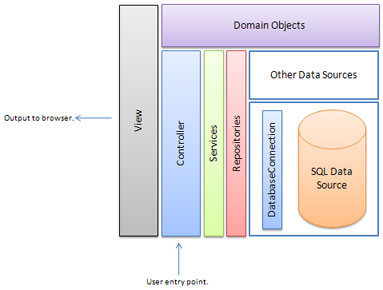 Domain Objects
Other Data Sources
Output to browser.
View
Controller
Services
Repositories
DatabaseConnection
SQL Data
Source
User entry point.